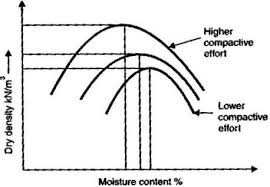 Higher
compactive
effort
Lower
compactive
effort
Dry density kN/m³
Moisture content %